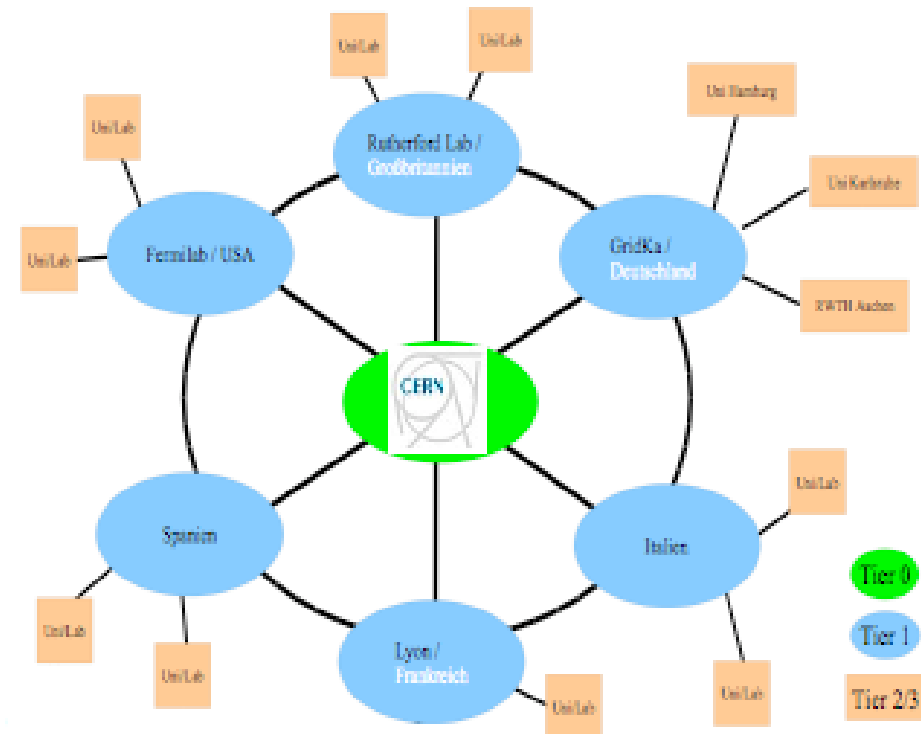 Uni/Lab
Uni/Lab
Uni Hamburg
Uni/Lab
Rutherford Lab /
Großbritannien
Uni Karlsruhe
Uni/Lab
Fermilab / USA
GridKa /
Deutschland
RWTH Aachen
CERN
Uni/Lab
Spanien
Italien
Tier 0
Uni/Lab
Tier 1
Uni/Lab
Lyon /
Frankreich
Uni/Lab
Uni/Lab
Tier 2/3